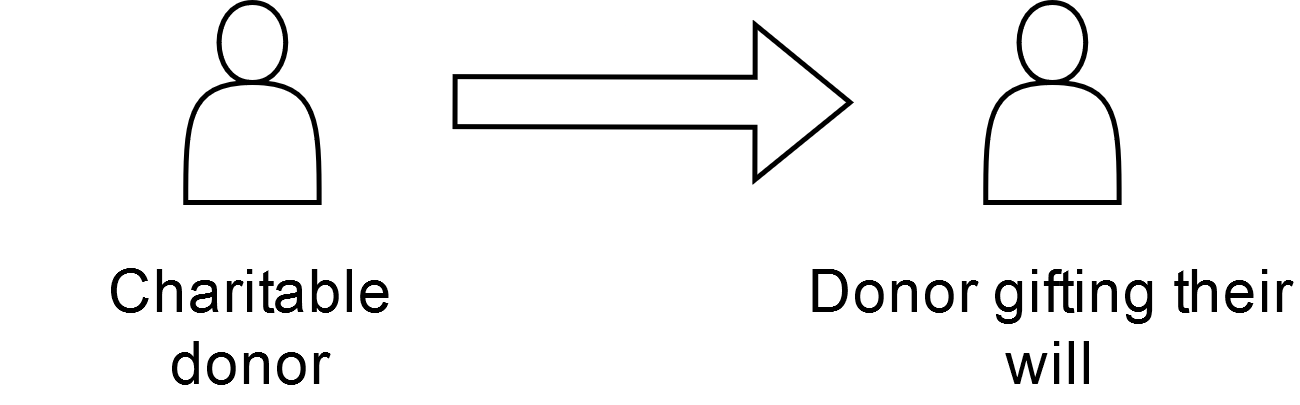 Charitable
donor
Donor gifting their
will